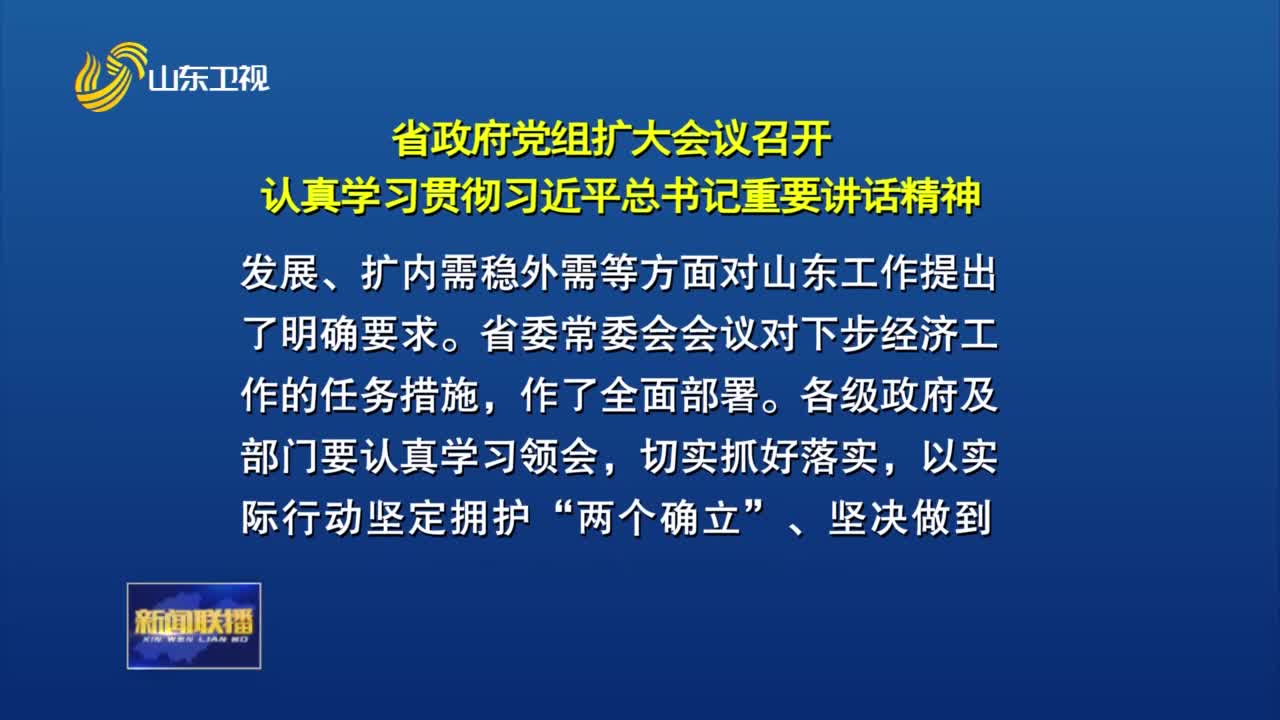 山东卫视
省政府党组扩大会议召开
认真学习贯彻习近平总书记重要讲话精神
发展、扩内需稳外需等方面对山东工作提出
了明确要求。省委常委会会议对下步经济工
作的任务措施，作了全面部署。各级政府及
部门要认真学习领会，切实抓好落实，以实
际行动坚定拥护“两个确立”、坚决做到
新闻联播
XIN WEN LIAN BO